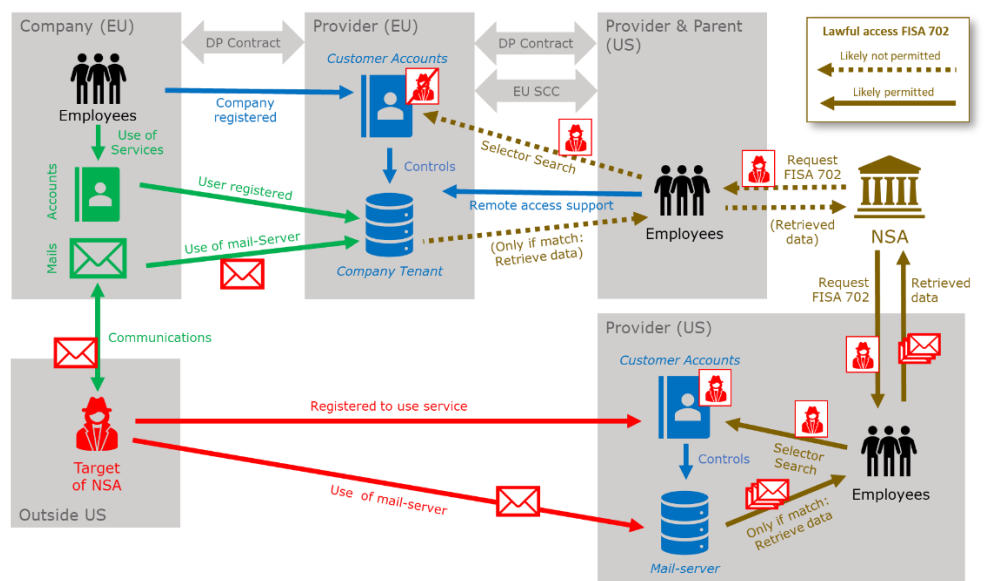 Company (EU)
DP Contract
Provider (EU)
DP Contract
Provider & Parent
(US)
EU SCC
Lawful access FISA 702
Likely not permitted
Likely permitted
Customer Accounts
Employees
Company
registered
Use of
Services
Selector Search
Controls
Accounts
User registered
Remote access support
Employees
Request
FISA 702
(Retrieved
data)
NSA
Mails
Use of mail-Server
Company Tenant
(Only if match:
Retrieve data)
Request
FISA 702
Retrieved
data
Communications
Provider (US)
Customer Accounts
Registered to use service
Target
of NSA
Outside US
Use of mail-server
Controls
Selector
Search
Employees
Only if match:
Retrieve data
Mail-server